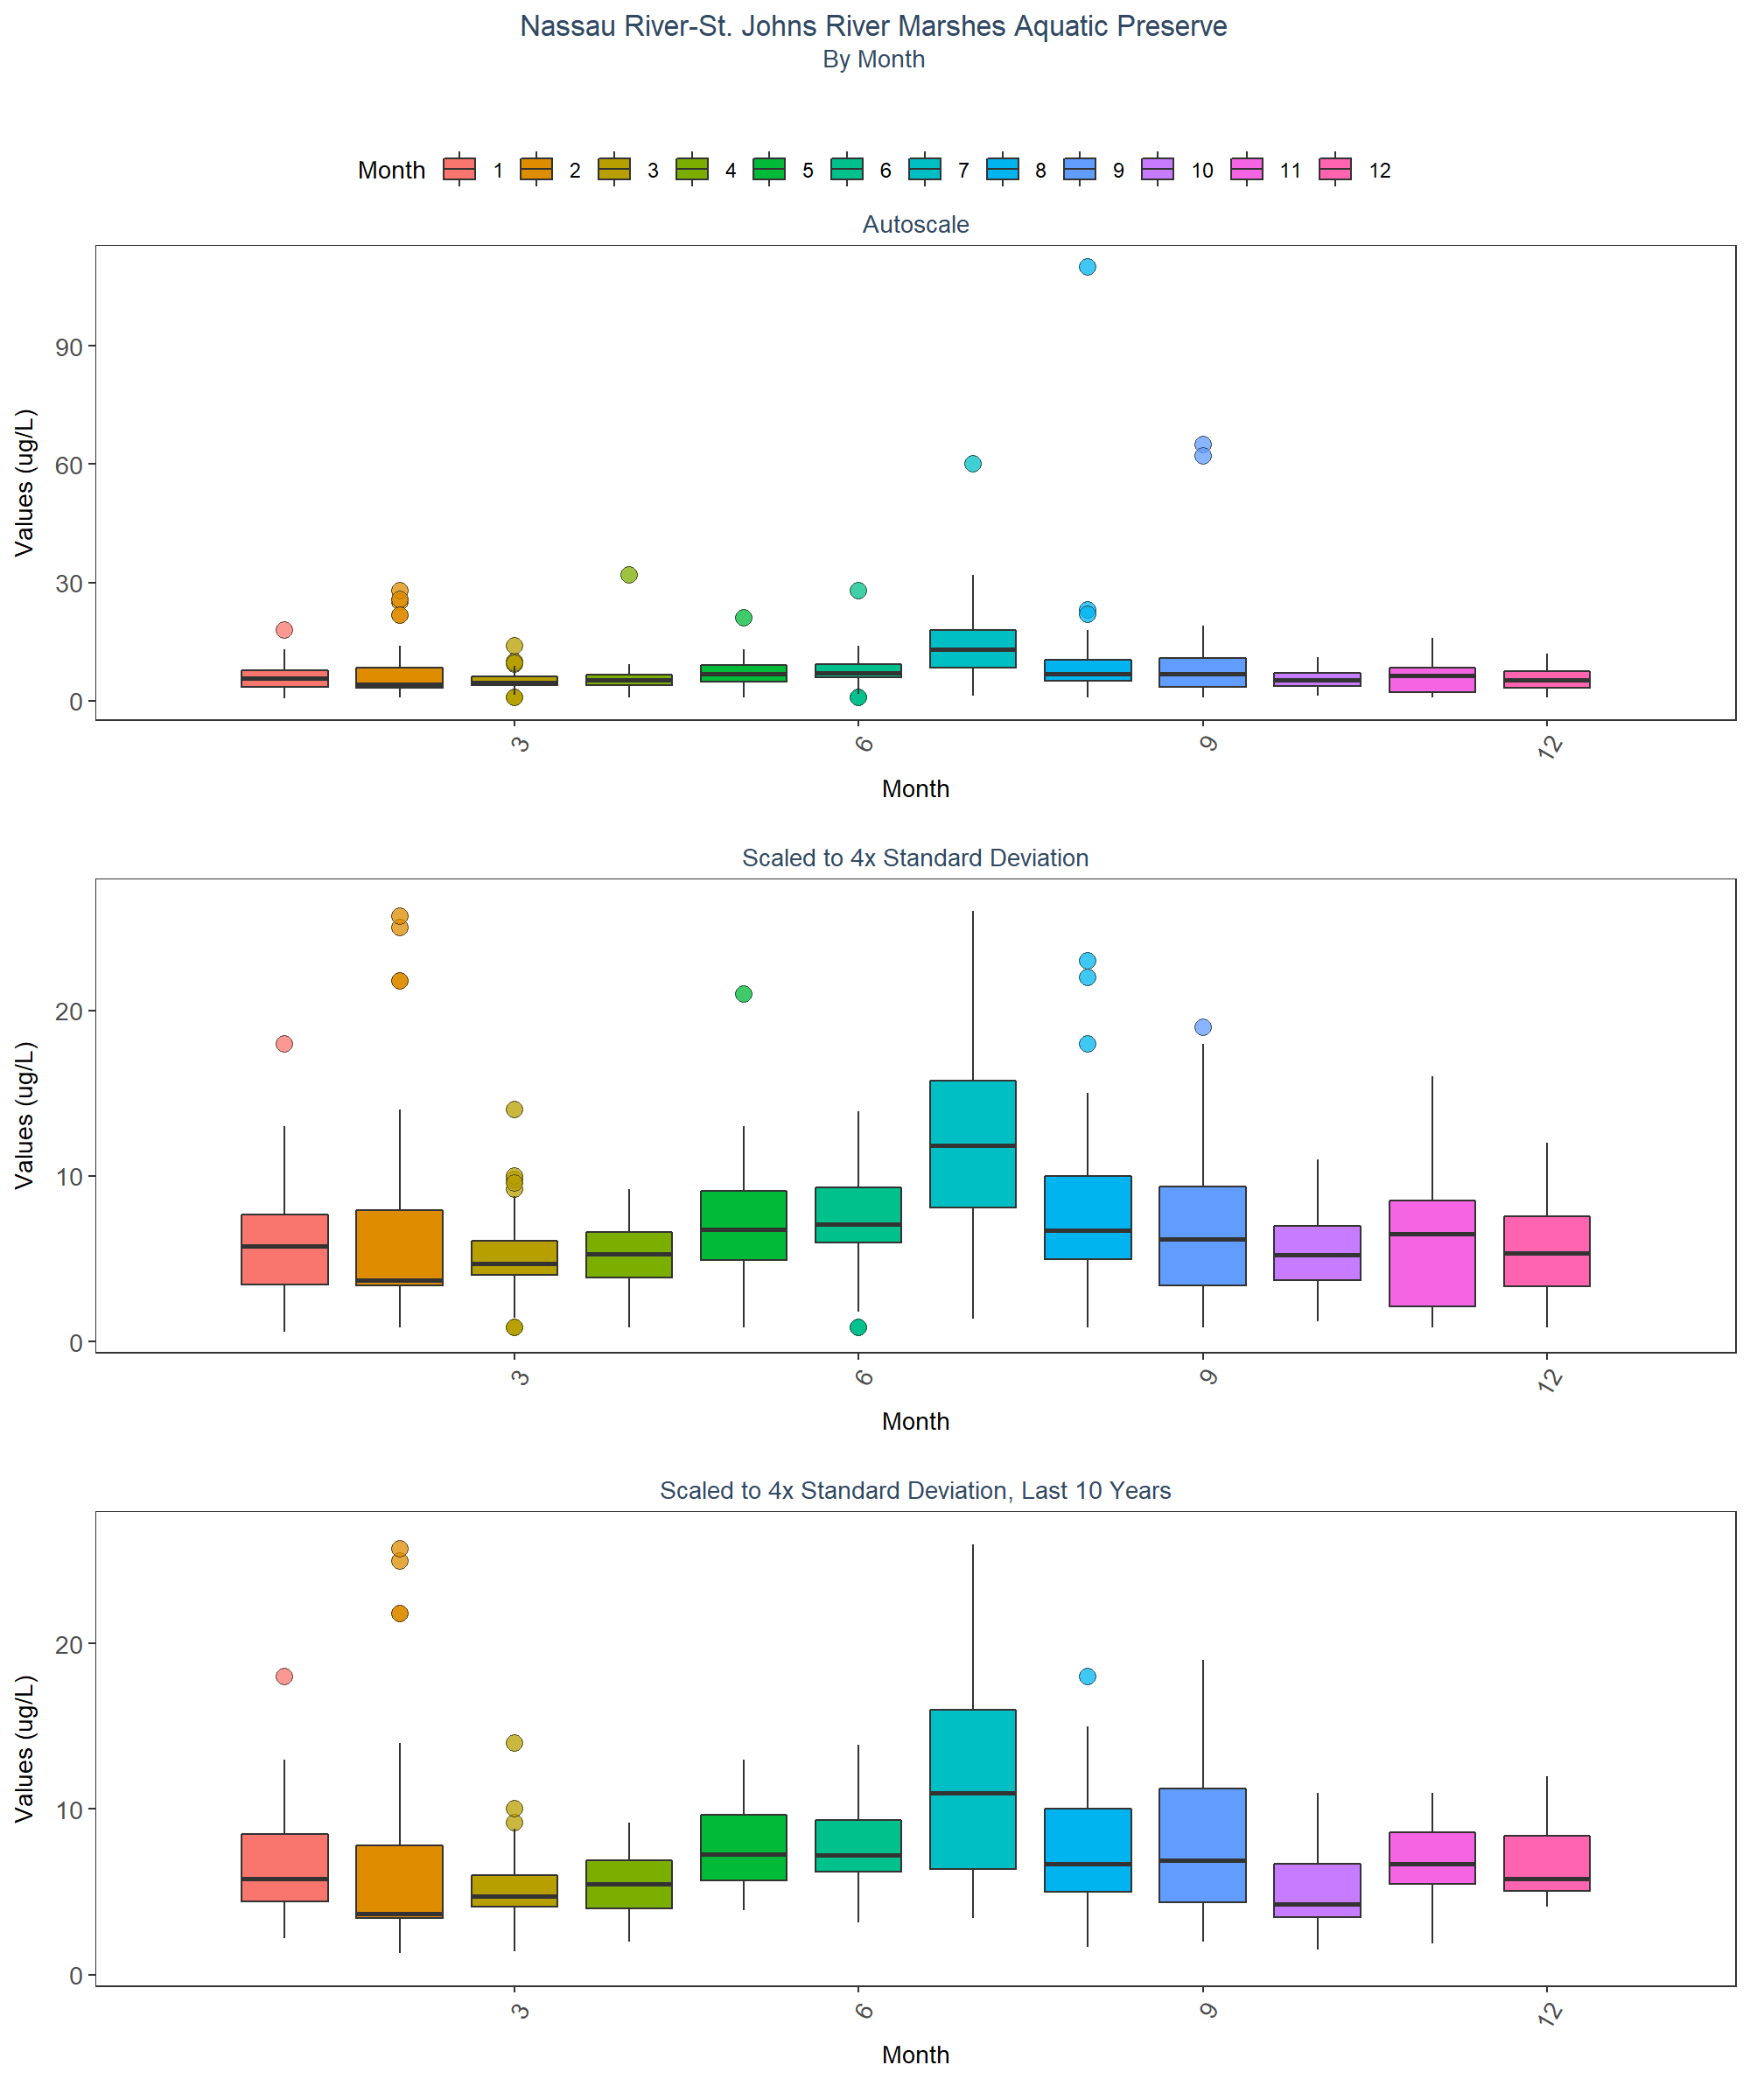 Nassau River-St. Johns River Marshes Aquatic Preserve
By Month
Month 1 2 3 4 5 6 7 8 9 10 11 12
Autoscale
Values (ug/L)
90
60
30
0
3 6 9 12
Month
Scaled to 4x Standard Deviation
Values (ug/L)
20
10
0
3 6 9 12
Month
Scaled to 4x Standard Deviation, Last 10 Years
Values (ug/L)
20
10
0
3 6 9 12
Month